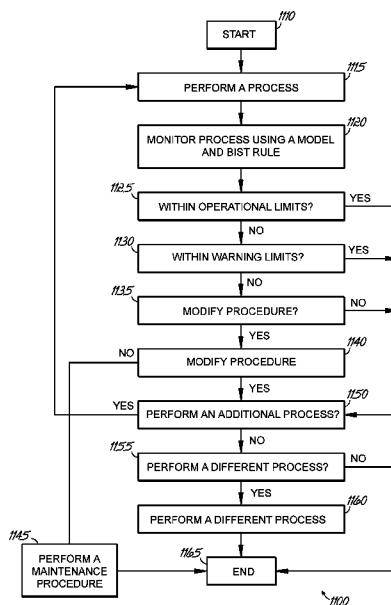 1110
START
1115
PERFORM A PROCESS
1120
MONITOR PROCESS USING A MODEL
AND BIST RULE
1125
WITHIN OPERATIONAL LIMITS?
YES
NO
1130
WITHIN WARNING LIMITS?
YES
NO
1135
MODIFY PROCEDURE?
NO
YES
1140
NO
MODIFY PROCEDURE
YES
1150
YES
PERFORM AN ADDITIONAL PROCESS?
NO
1155
PERFORM A DIFFERENT PROCESS?
NO
YES
1160
PERFORM A DIFFERENT PROCESS
1145
PERFORM A
MAINTENANCE
PROCEDURE
1165
END
1100